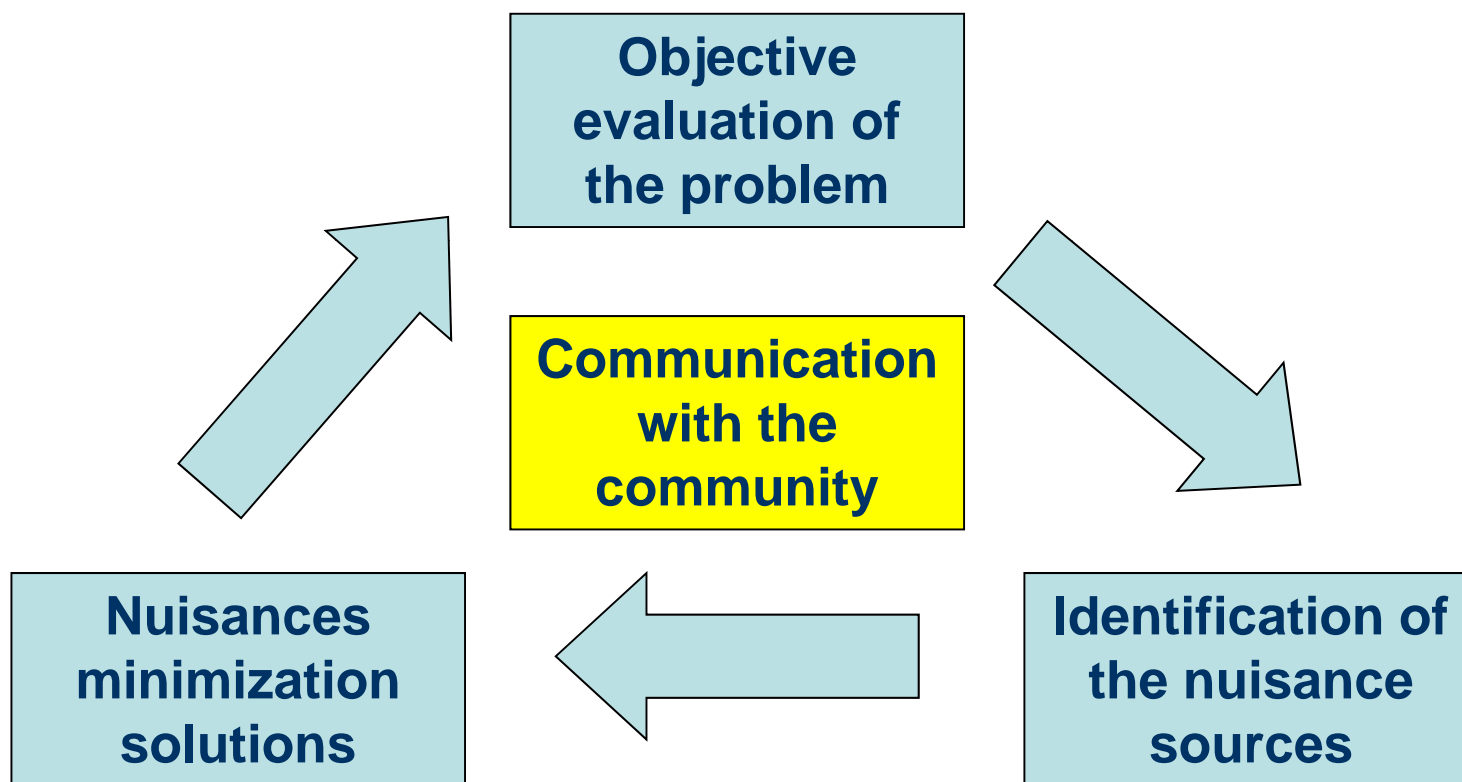 Objective
evaluation of
the problem
Communication
with the
community
Nuisances
minimization
solutions
Identification of
the nuisance
sources